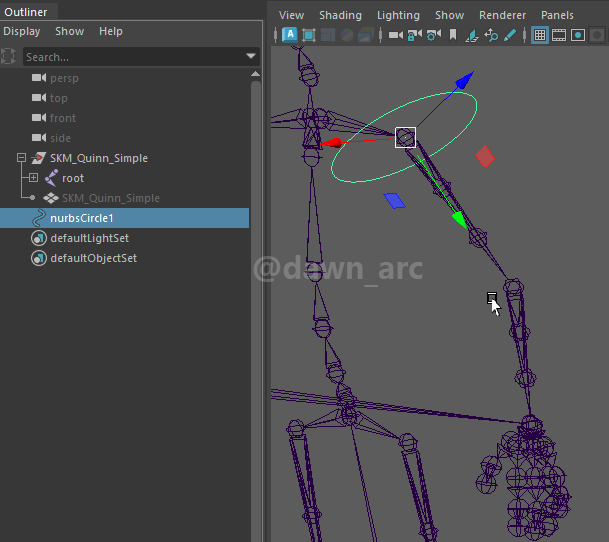 Outliner
Display Show Help
Search...
persp
top
front
side
SKM_Quinn_Simple
root
SKM_Quinn_Simple
nurbsCircle1
defaultLightSet
defaultObjectSet
View Shading Lighting Show Renderer Panels
A
@dawn_arc